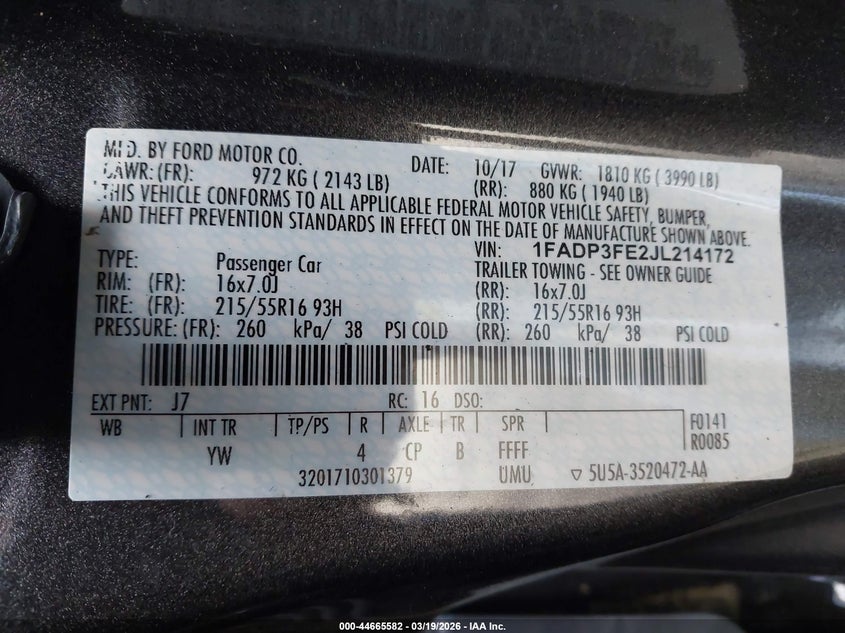 MFD. BY FORD MOTOR CO. DATE: 10/17 GVWR: 1810 KG ( 3990 LB)
GAWR: (FR): 972 KG ( 2143 LB) (RR): 880 KG ( 1940 LB)
THIS VEHICLE CONFORMS TO ALL APPLICABLE FEDERAL MOTOR VEHICLE SAFETY, BUMPER,
AND THEFT PREVENTION STANDARDS IN EFFECT ON THE DATE OF MANUFACTURE SHOWN ABOVE.
VIN: 1FADP3FE2JL214172
TYPE: Passenger Car TRAILER TOWING - SEE OWNER GUIDE
RIM: (FR): 16x7.0J (RR): 16x7.0J
TIRE: (FR): 215/55R16 93H (RR): 215/55R16 93H
PRESSURE: (FR): 260 kPa/ 38 PSI COLD (RR): 260 kPa/ 38 PSI COLD
EXT PNT: J7 RC: 16 DSO:
WB INT TR TP/PS R AXLE TR SPR F0141
R0085
YW 4 CP B FFFF
3201710301379 UMU ▽ 5U5A-3520472-AA
000-44665582 - 03/19/2026 - IAA Inc.